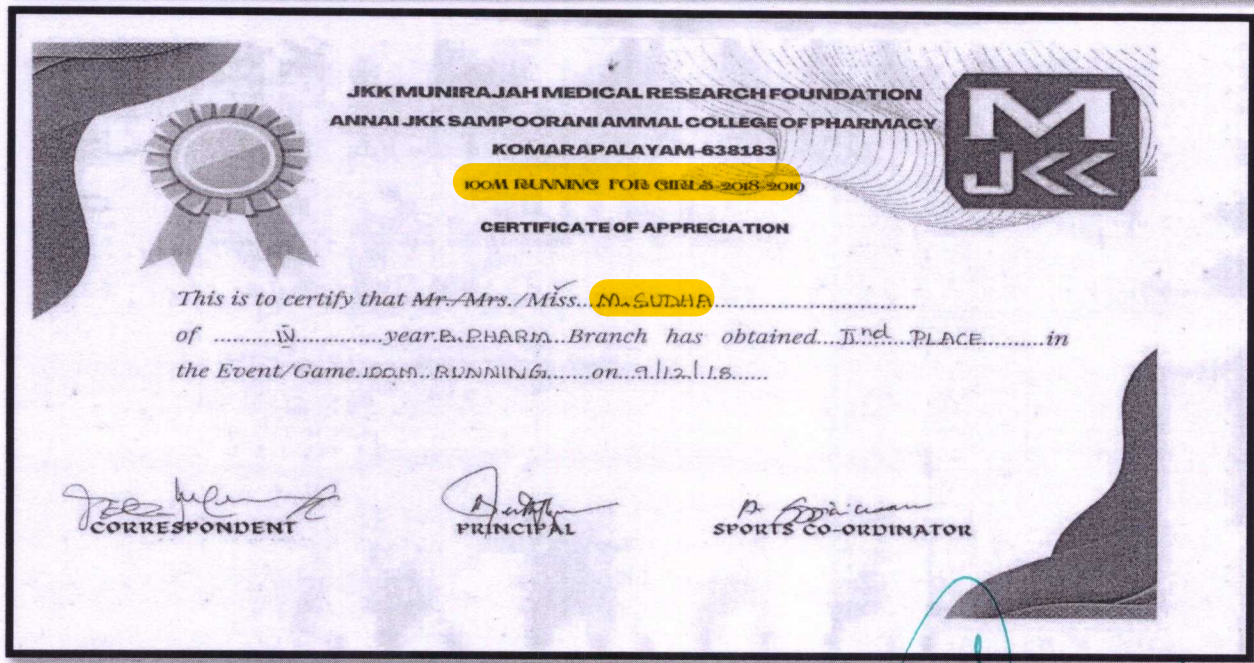 JKK MUNIRAJAH MEDICAL RESEARCH FOUNDATION
ANNAI JKK SAMPOORANI AMMAL COLLEGE OF PHARMACY
KOMARAPALAYAM-638183
100M RUNNING FOR GIRLS-2018-2019
CERTIFICATE OF APPRECIATION
M
JKK
This is to certify that Mr./Mrs./Miss...M.SUDHA..............................
of ..........IV..............year.B.PHARM...Branch has obtained....IInd PLACE..........in
the Event/Game.100M..RUNNING.......on...9/12/18......
CORRESPONDENT
PRINCIPAL
SPORTS CO-ORDINATOR